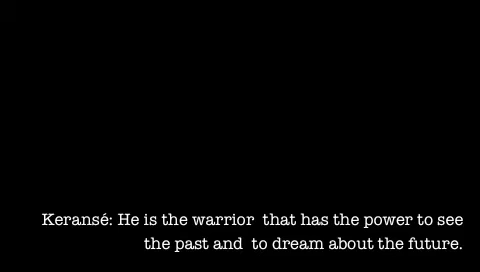 Keransé: He is the warrior  that has the power to see
the past and  to dream about the future.